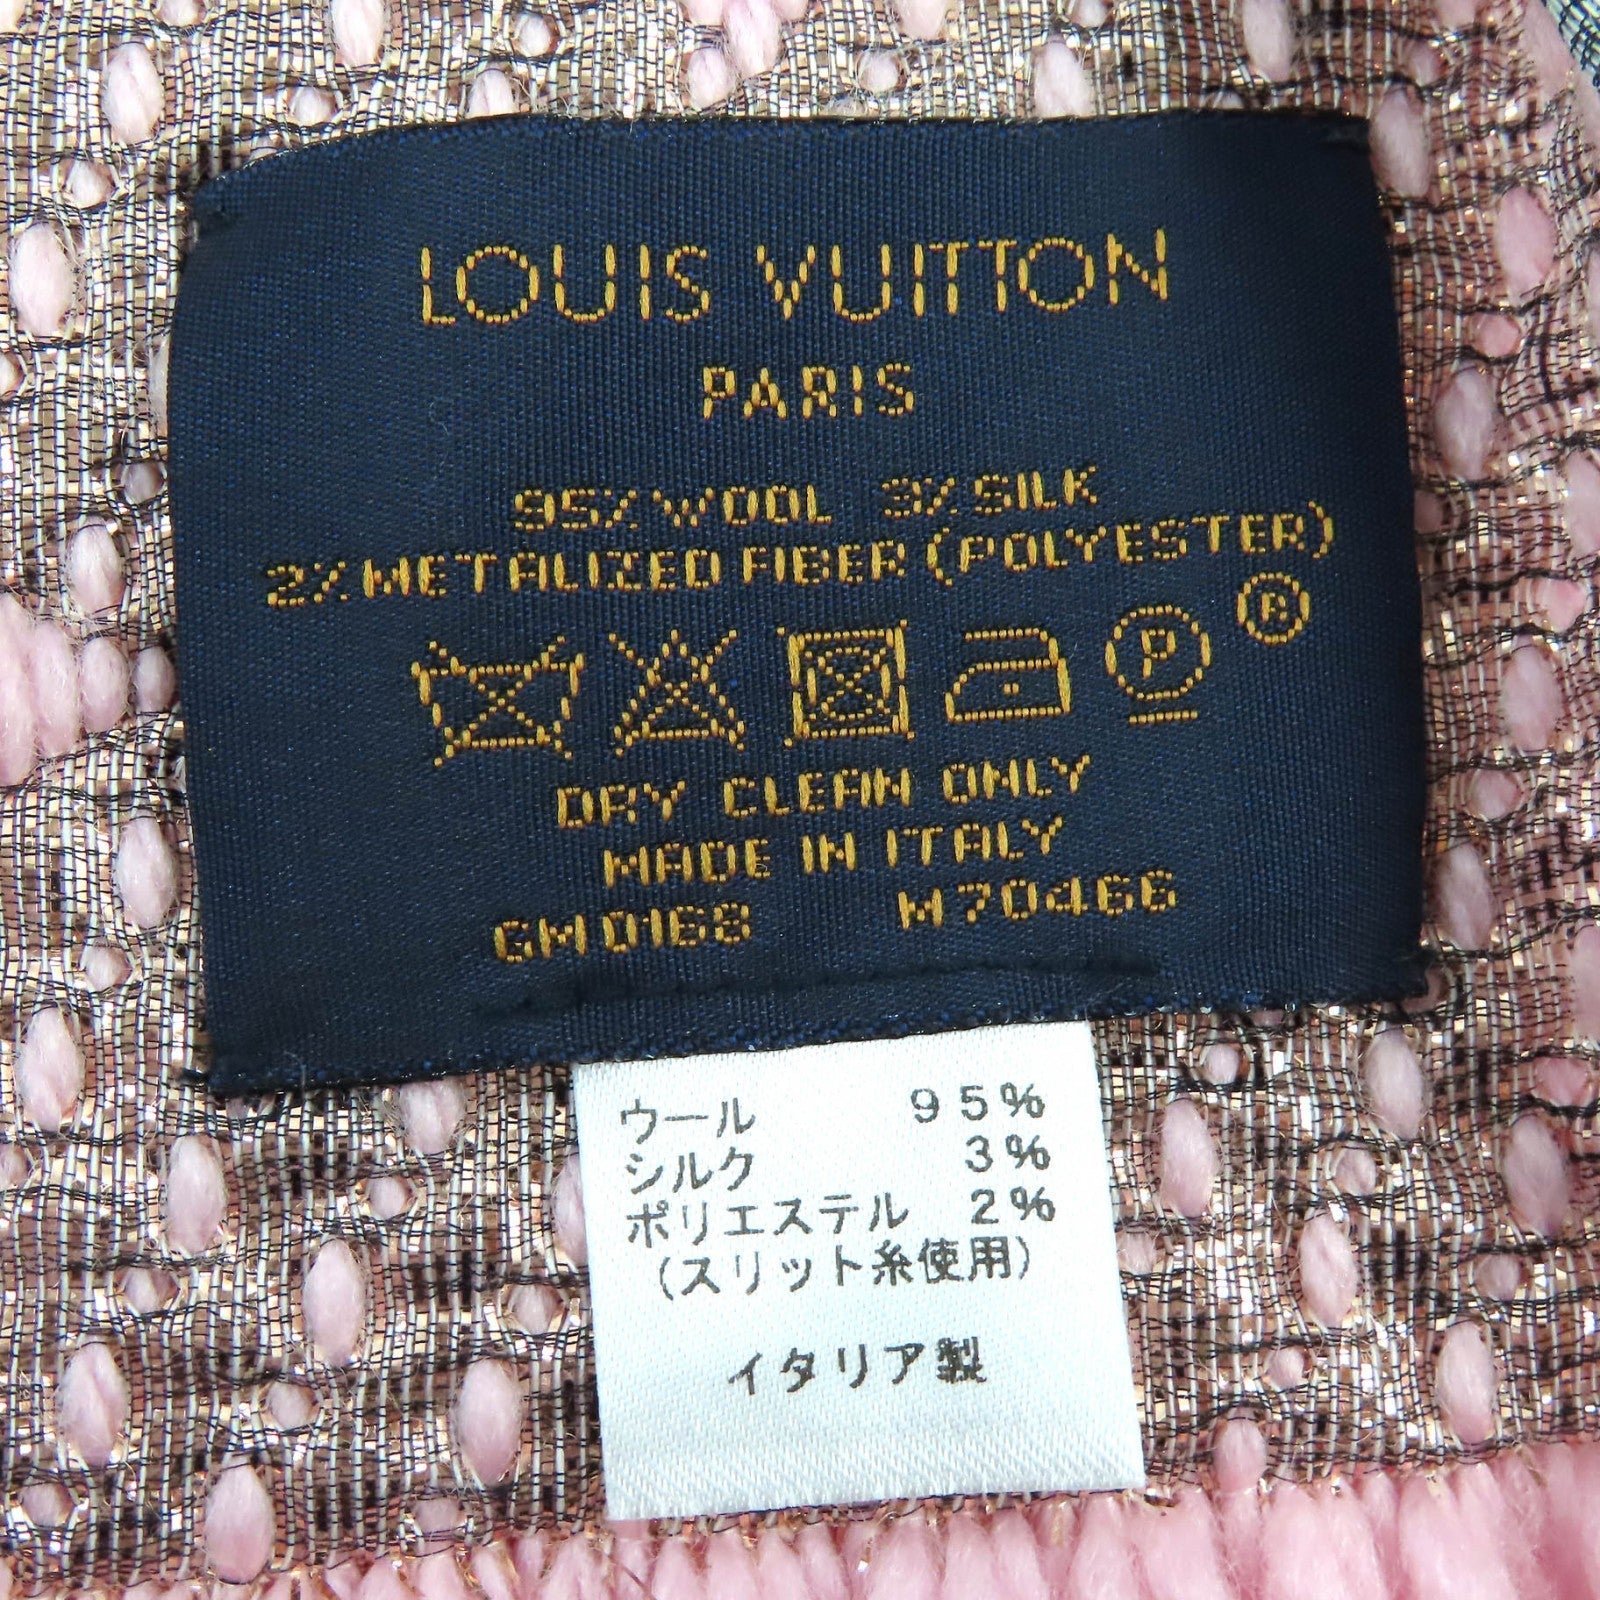 LOUIS VUITTON
PARIS
95% WOOL 3% SILK
2% METALIZED FIBER (POLYESTER)
P ®
DRY CLEAN ONLY
MADE IN ITALY
GM0168 M70466
ウール 95%
シルク 3%
ポリエステル 2%
(スリット糸使用)
イタリア製